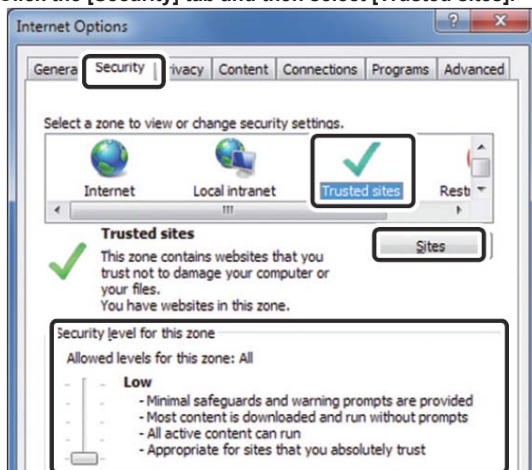 Click the [Security] tab and then select [Trusted Sites].
Internet Options
General Security Privacy Content Connections Programs Advanced
Select a zone to view or change security settings.
Internet Local intranet Trusted sites Restr
Trusted sites
Sites
This zone contains websites that you
trust not to damage your computer or
your files.
You have websites in this zone.
Security level for this zone
Allowed levels for this zone: All
Low
- Minimal safeguards and warning prompts are provided
- Most content is downloaded and run without prompts
- All active content can run
- Appropriate for sites that you absolutely trust